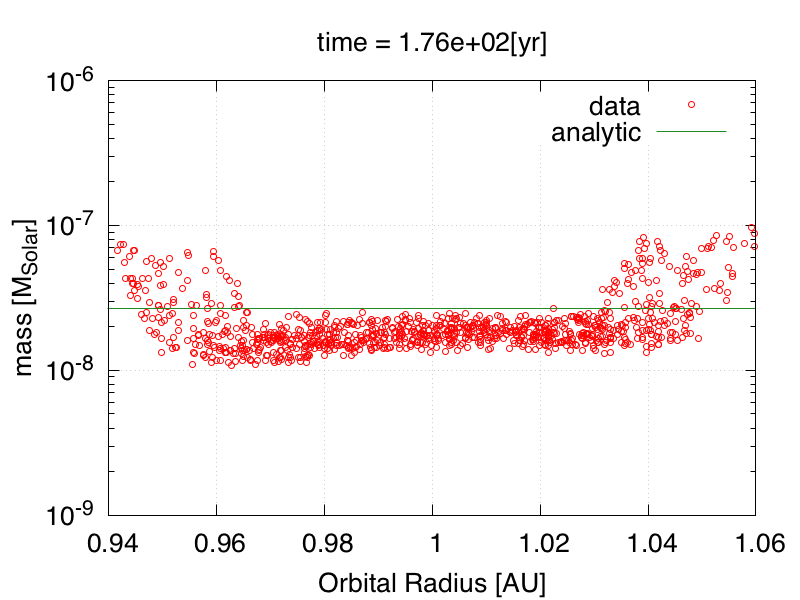 time = 1.76e+02[yr]
data
analytic
10^-6
10^-7
10^-8
10^-9
mass [M_Solar]
0.94 0.96 0.98 1 1.02 1.04 1.06
Orbital Radius [AU]